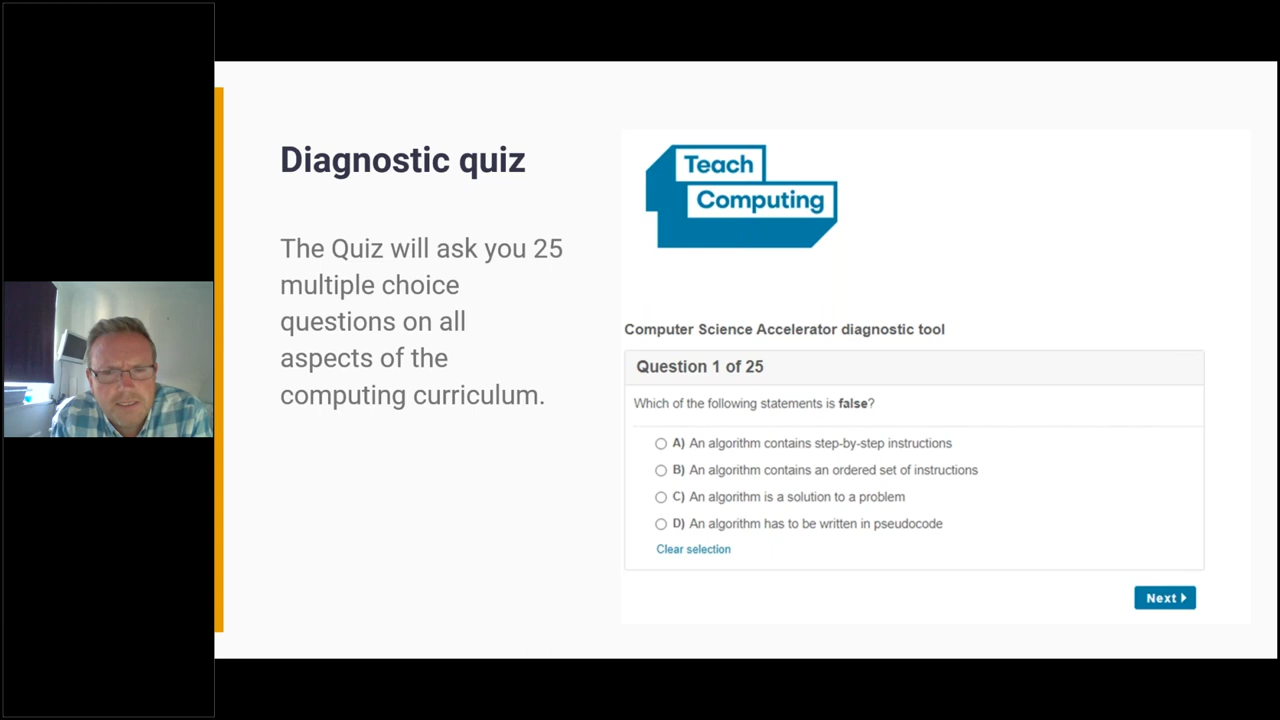 Diagnostic quiz
The Quiz will ask you 25
multiple choice
questions on all
aspects of the
computing curriculum.
Teach
Computing
Computer Science Accelerator diagnostic tool
Question 1 of 25
Which of the following statements is false?
A) An algorithm contains step-by-step instructions
B) An algorithm contains an ordered set of instructions
C) An algorithm is a solution to a problem
D) An algorithm has to be written in pseudocode
Clear selection
Next